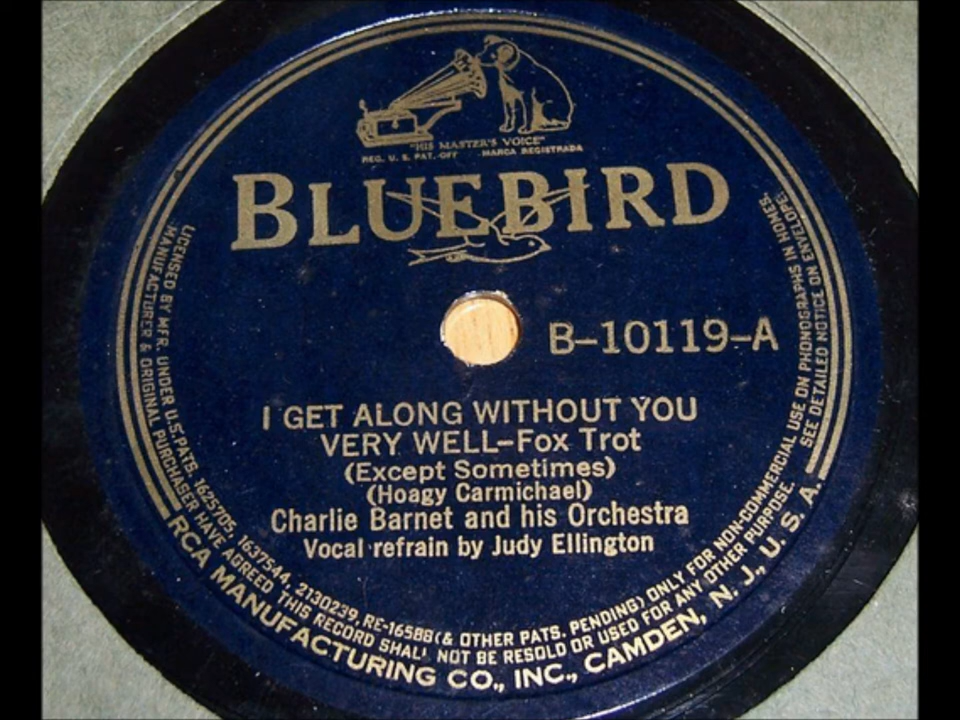 "HIS MASTER'S VOICE"
REG. U. S. PAT. OFF. MARCA REGISTRADA
BLUEBIRD
B-10119-A
I GET ALONG WITHOUT YOU
VERY WELL-Fox Trot
(Except Sometimes)
(Hoagy Carmichael)
Charlie Barnet and his Orchestra
Vocal refrain by Judy Ellington
LICENSED BY MFR. UNDER U.S. PATS. 1625705, 1637544, 2130239, RE-16588 (& OTHER PATS. PENDING) ONLY FOR NON-COMMERCIAL USE ON PHONOGRAPHS IN HOMES.
MANUFACTURER & ORIGINAL PURCHASER HAVE AGREED THIS RECORD SHALL NOT BE RESOLD OR USED FOR ANY OTHER PURPOSE. SEE DETAILED NOTICE ON ENVELOPE.
RCA MANUFACTURING CO., INC., CAMDEN, N. J., U. S. A.